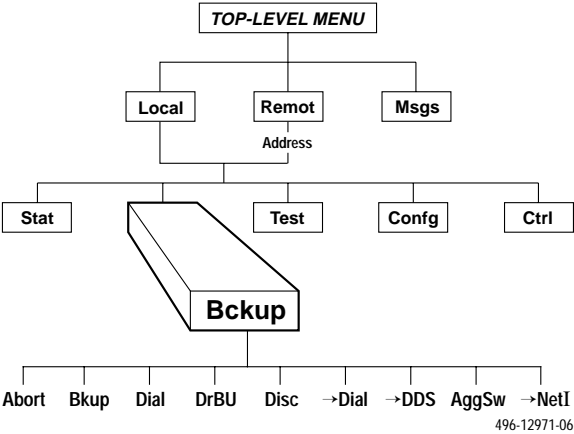 TOP-LEVEL MENU
Local Remot Msgs
Address
Stat Test Confg Ctrl
Bckup
Abort Bkup Dial DrBU Disc →Dial →DDS AggSw →NetI
496-12971-06